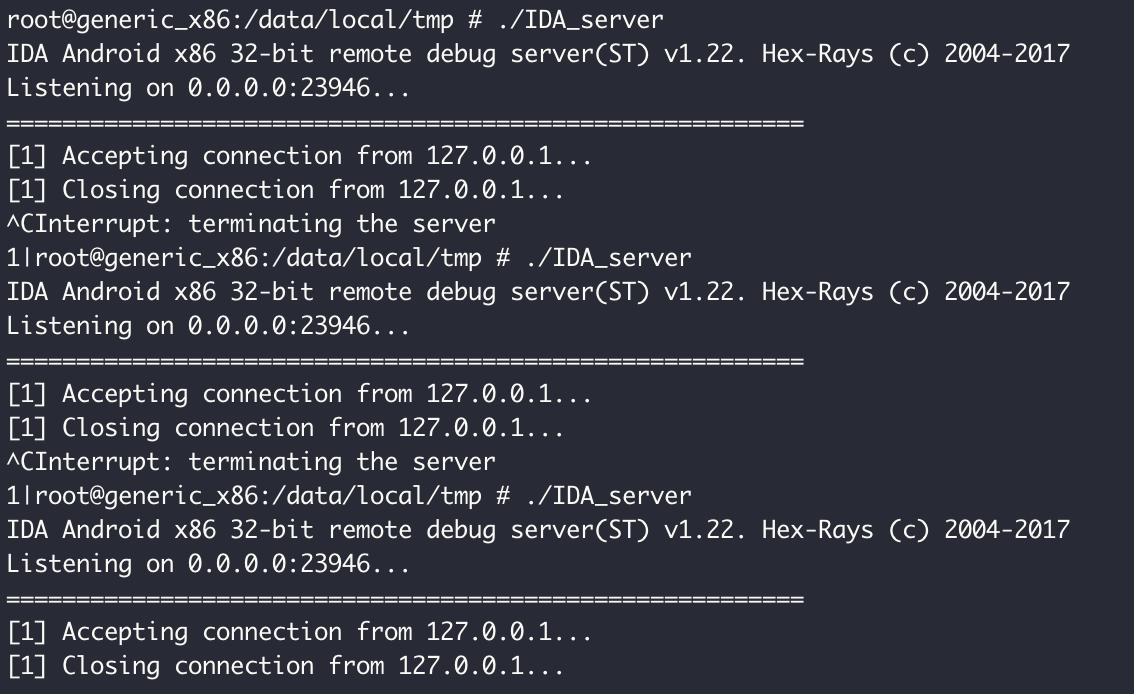 root@generic_x86:/data/local/tmp # ./IDA_server
IDA Android x86 32-bit remote debug server(ST) v1.22. Hex-Rays (c) 2004-2017
Listening on 0.0.0.0:23946...
=========================================================
[1] Accepting connection from 127.0.0.1...
[1] Closing connection from 127.0.0.1...
^CInterrupt: terminating the server
1|root@generic_x86:/data/local/tmp # ./IDA_server
IDA Android x86 32-bit remote debug server(ST) v1.22. Hex-Rays (c) 2004-2017
Listening on 0.0.0.0:23946...
=========================================================
[1] Accepting connection from 127.0.0.1...
[1] Closing connection from 127.0.0.1...
^CInterrupt: terminating the server
1|root@generic_x86:/data/local/tmp # ./IDA_server
IDA Android x86 32-bit remote debug server(ST) v1.22. Hex-Rays (c) 2004-2017
Listening on 0.0.0.0:23946...
=========================================================
[1] Accepting connection from 127.0.0.1...
[1] Closing connection from 127.0.0.1...